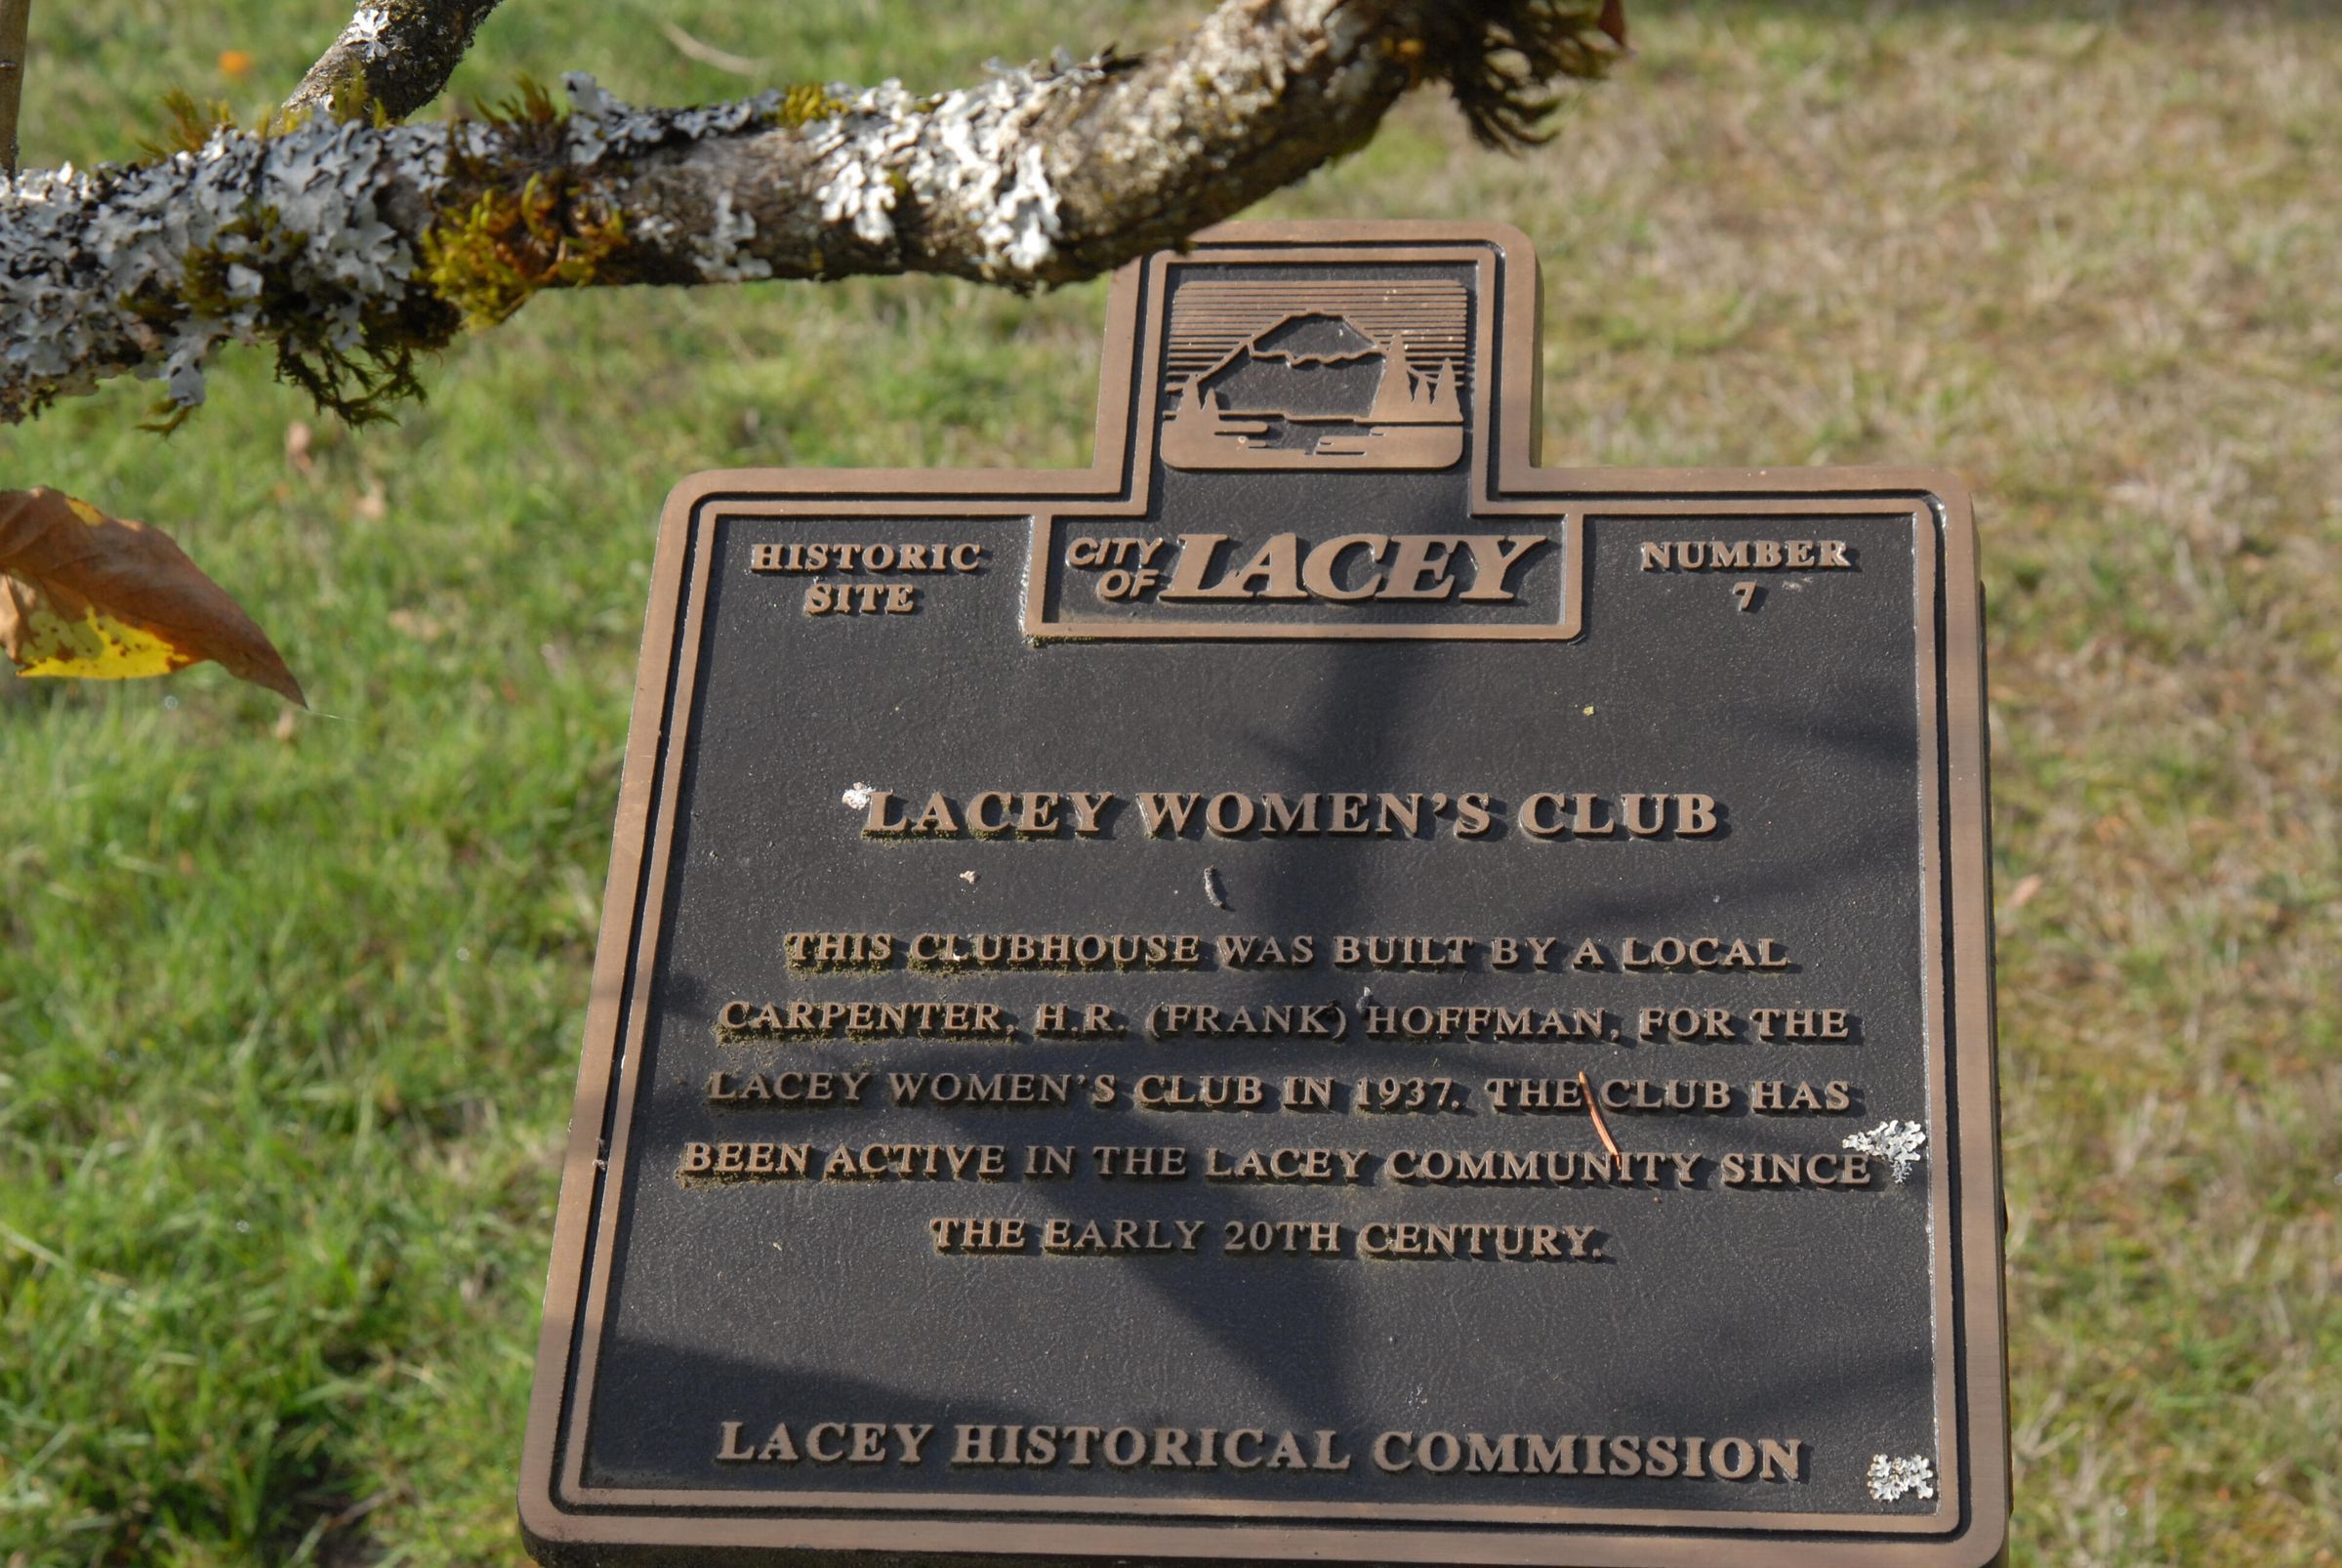 HISTORIC
SITE
CITY
OF LACEY
NUMBER
7
LACEY WOMEN'S CLUB
THIS CLUBHOUSE WAS BUILT BY A LOCAL
CARPENTER, H.R. (FRANK) HOFFMAN, FOR THE
LACEY WOMEN'S CLUB IN 1937. THE CLUB HAS
BEEN ACTIVE IN THE LACEY COMMUNITY SINCE
THE EARLY 20TH CENTURY.
LACEY HISTORICAL COMMISSION